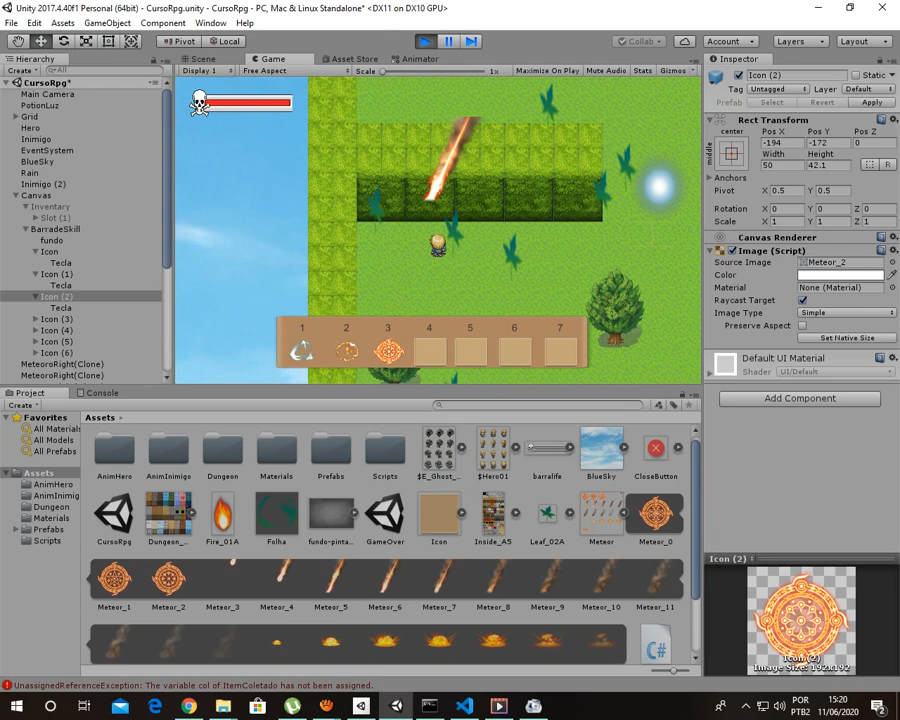 Unity 2017.4.40f1 (64bit) - CursoRpg.unity - CursoRpg - PC, Mac & Linux Standalone* <DX11 on DX10 GPU>
File Edit Assets GameObject Component Window Help
Pivot Local Collab Account Layers Layout
Hierarchy
Create All
CursoRpg*
Main Camera
PotionLuz
Grid
Hero
Inimigo
EventSystem
BlueSky
Rain
Inimigo (2)
Canvas
Inventary
Slot (1)
BarradeSkill
fundo
Icon
Tecla
Icon (1)
Tecla
Icon (2)
Tecla
Icon (3)
Icon (4)
Icon (5)
Icon (6)
MeteoroRight(Clone)
MeteoroRight(Clone)
Scene Game Asset Store Animator
Display 1 Free Aspect Scale 1x Maximize On Play Mute Audio Stats Gizmos
1 2 3 4 5 6 7
Inspector
Icon (2) Static
Tag Untagged Layer Default
Prefab Select Revert Apply
Rect Transform
center Pos X Pos Y Pos Z
middle -194 -172 0
Width Height
50 42.1 R
Anchors
Pivot X 0.5 Y 0.5
Rotation X 0 Y 0 Z 0
Scale X 1 Y 1 Z 1
Canvas Renderer
Image (Script)
Source Image Meteor_2
Color
Material None (Material)
Raycast Target
Image Type Simple
Preserve Aspect
Set Native Size
Default UI Material
Shader UI/Default
Add Component
Icon (2)
Icon (2)
Image Size: 192x192
Project Console
Create
Favorites
All Materials
All Models
All Prefabs
Assets
AnimHero
AnimInimig
Dungeon
Materials
Prefabs
Scripts
Assets
AnimHero AnimInimigo Dungeon Materials Prefabs Scripts $E_Ghost_... $Hero01 barralife BlueSky CloseButton
CursoRpg Dungeon_... Fire_01A Folha fundo-pinta... GameOver Icon Inside_A5 Leaf_02A Meteor Meteor_0
Meteor_1 Meteor_2 Meteor_3 Meteor_4 Meteor_5 Meteor_6 Meteor_7 Meteor_8 Meteor_9 Meteor_10 Meteor_11
C#
UnassignedReferenceException: The variable col of ItemColetado has not been assigned.
POR 15:20
PTB2 11/06/2020 2